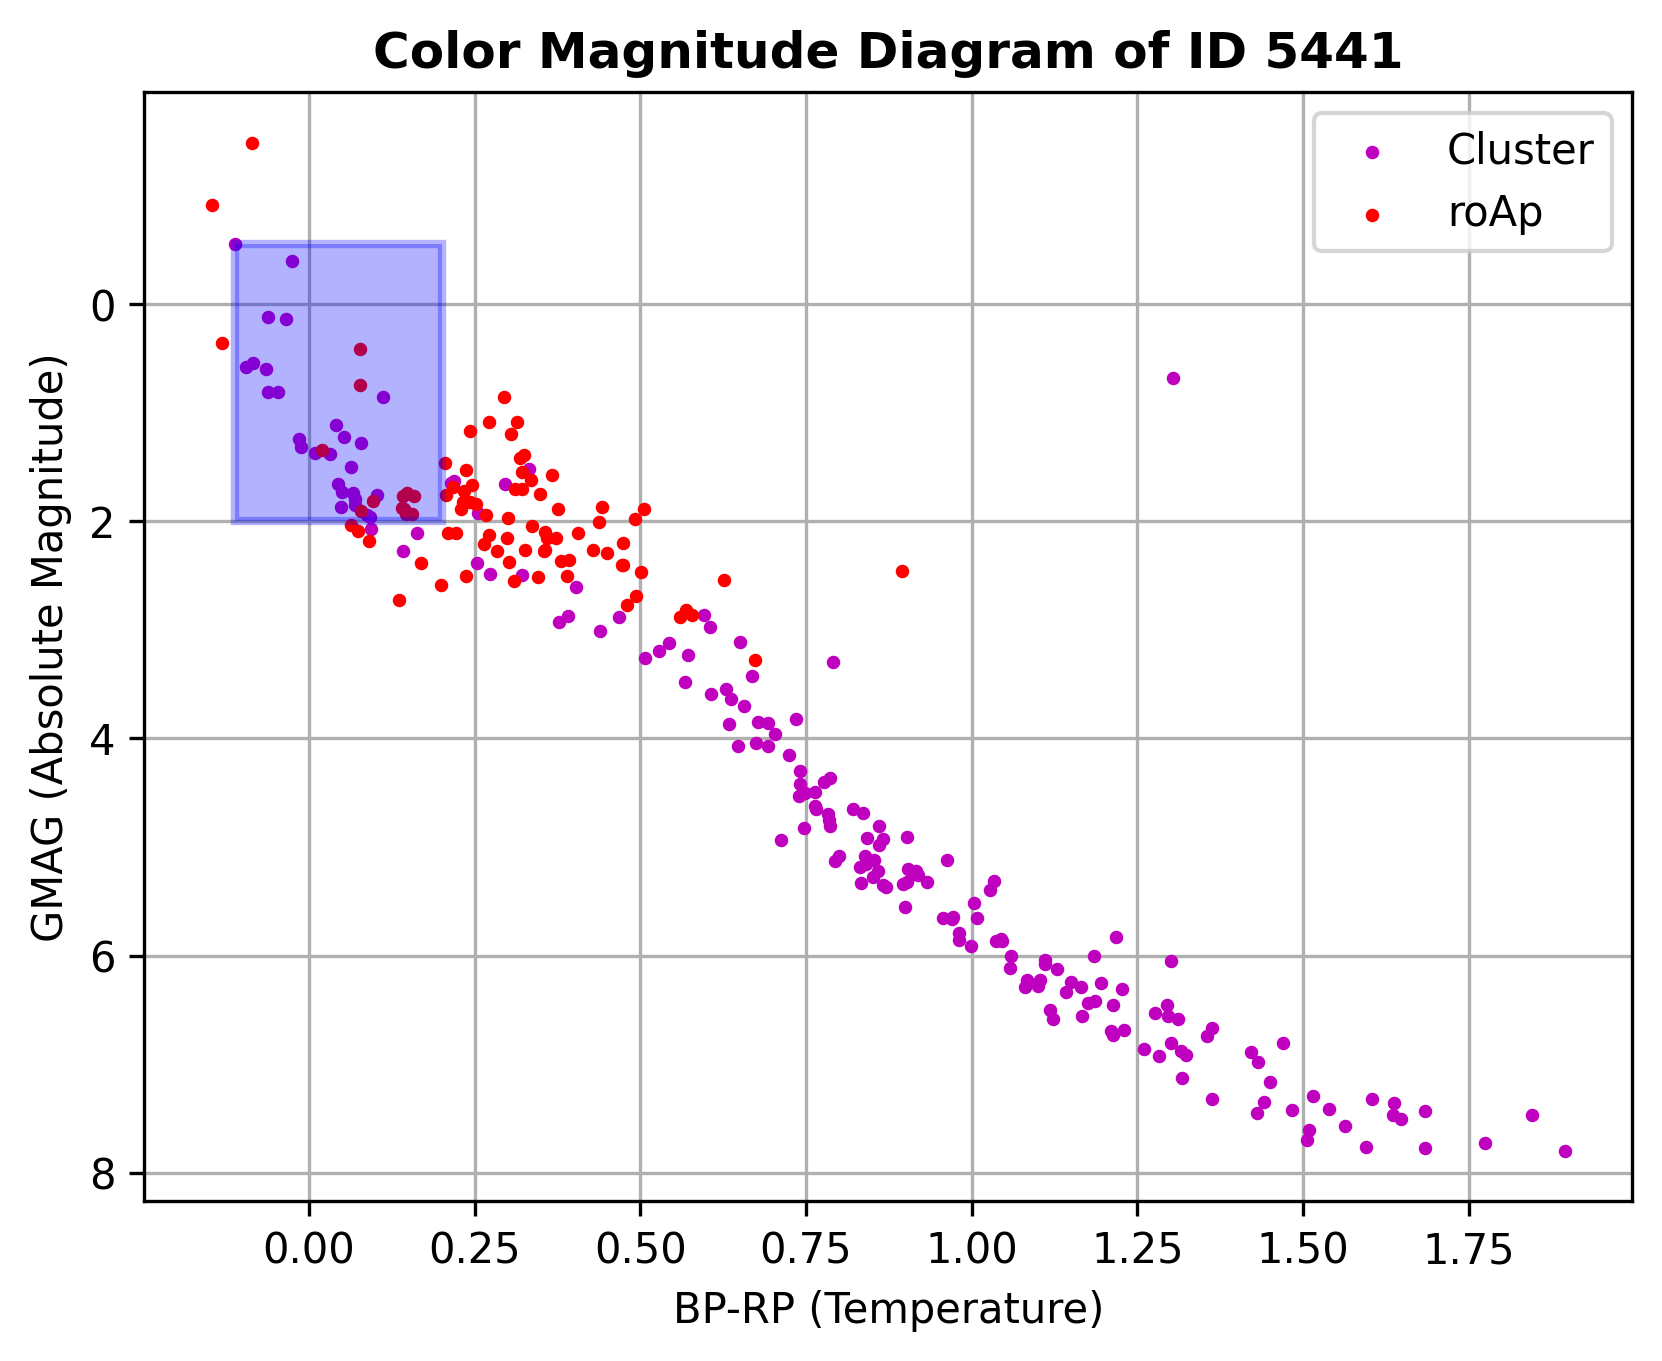 Color Magnitude Diagram of ID 5441
Cluster
roAp
GMAG (Absolute Magnitude)
0
2
4
6
8
0.00 0.25 0.50 0.75 1.00 1.25 1.50 1.75
BP-RP (Temperature)